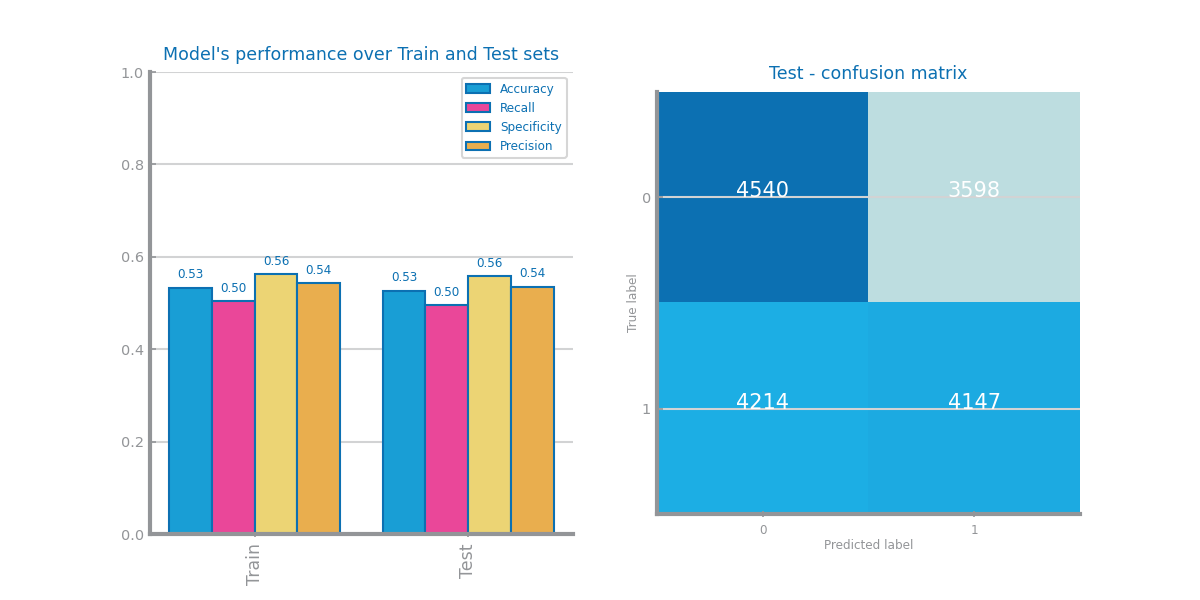 Model's performance over Train and Test sets
1.0
0.8
0.6
0.4
0.2
0.0
Accuracy
Recall
Specificity
Precision
0.53
0.50
0.56
0.54
0.53
0.50
0.56
0.54
Train
Test
Test - confusion matrix
True label
0
1
4540
3598
4214
4147
0
1
Predicted label